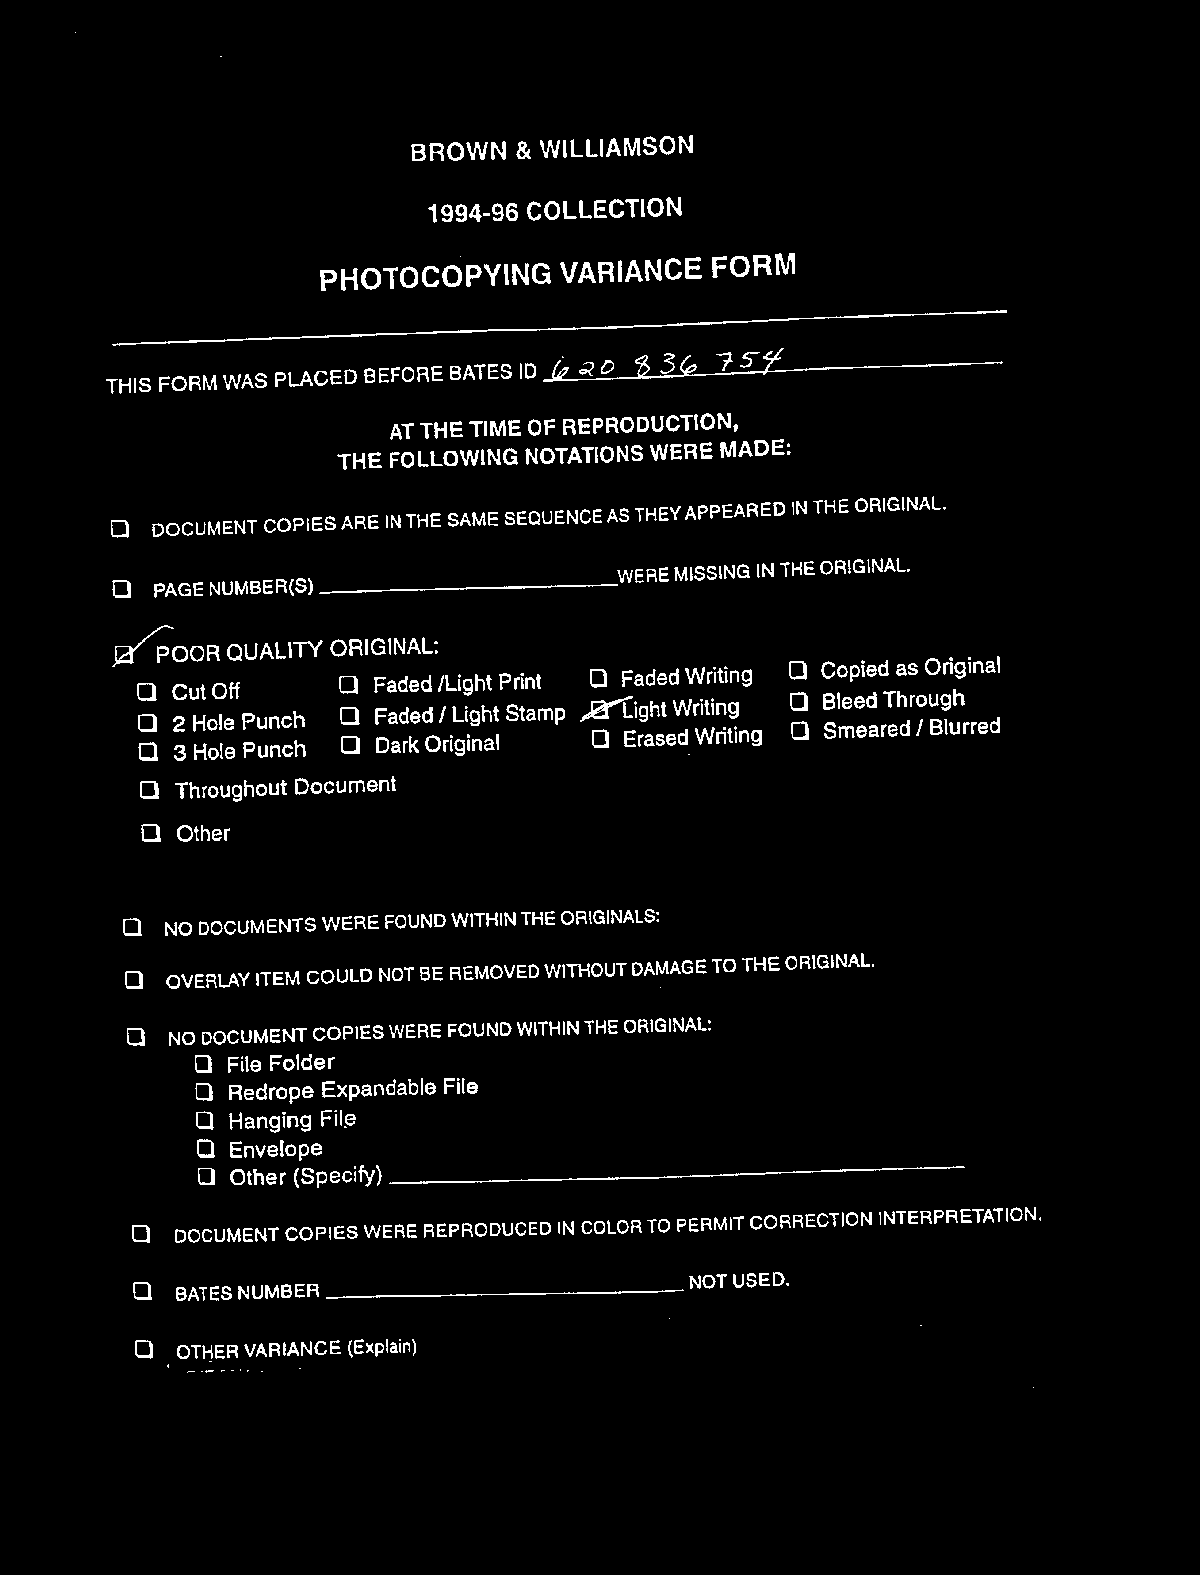 BROWN & WILLIAMSON
1994-96 COLLECTION
PHOTOCOPYING VARIANCE FORM
THIS FORM WAS PLACED BEFORE BATES ID 620 836 754
AT THE TIME OF REPRODUCTION,
THE FOLLOWING NOTATIONS WERE MADE:
DOCUMENT COPIES ARE IN THE SAME SEQUENCE AS THEY APPEARED IN THE ORIGINAL.
PAGE NUMBER(S) WERE MISSING IN THE ORIGINAL.
POOR QUALITY ORIGINAL:
Cut Off Faded /Light Print Faded Writing Copied as Original
2 Hole Punch Faded / Light Stamp Light Writing Bleed Through
3 Hole Punch Dark Original Erased Writing Smeared / Blurred
Throughout Document
Other
NO DOCUMENTS WERE FOUND WITHIN THE ORIGINALS:
OVERLAY ITEM COULD NOT BE REMOVED WITHOUT DAMAGE TO THE ORIGINAL.
NO DOCUMENT COPIES WERE FOUND WITHIN THE ORIGINAL:
File Folder
Redrope Expandable File
Hanging File
Envelope
Other (Specify)
DOCUMENT COPIES WERE REPRODUCED IN COLOR TO PERMIT CORRECTION INTERPRETATION.
BATES NUMBER NOT USED.
OTHER VARIANCE (Explain)